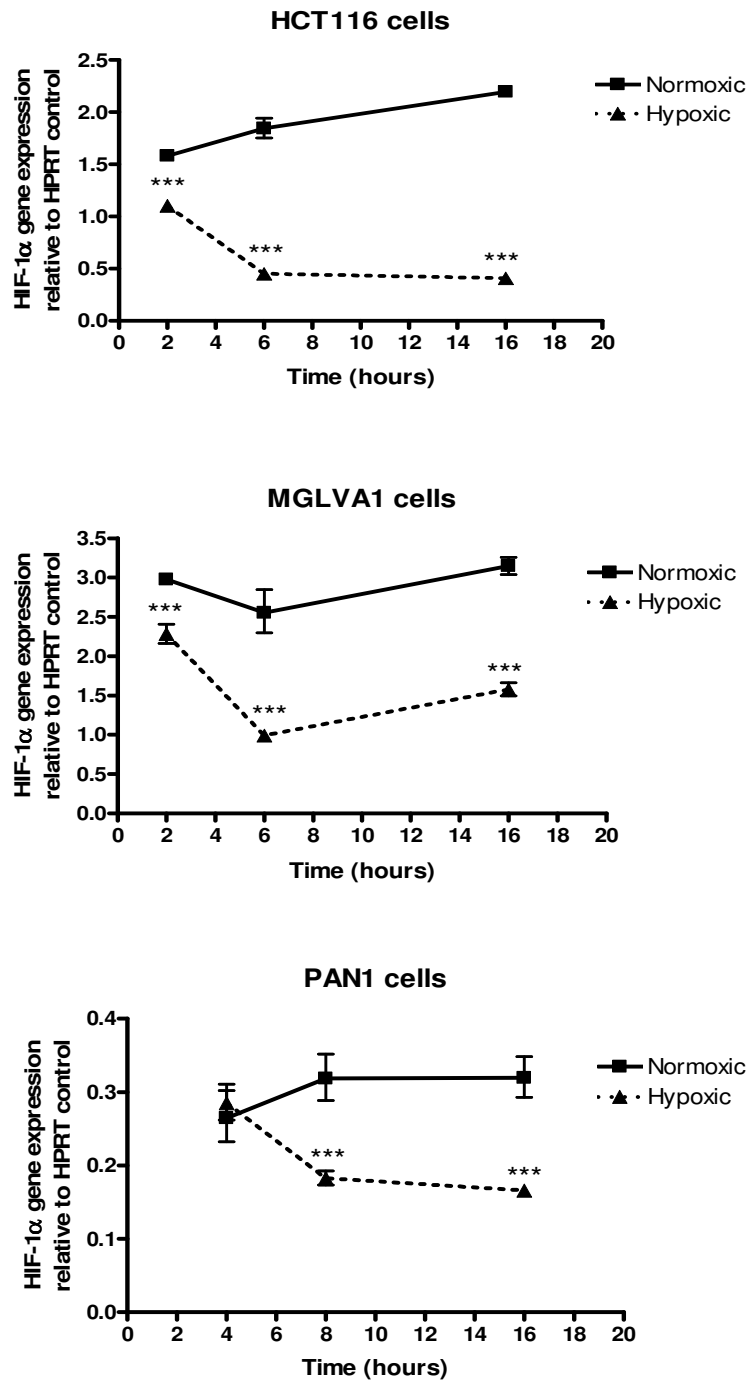 HCT116 cells
HIF-1α gene expression
relative to HPRT control
2.5
2.0
1.5
1.0
0.5
0.0
***
***
***
0 2 4 6 8 10 12 14 16 18 20
Time (hours)
Normoxic
Hypoxic
MGLVA1 cells
HIF-1α gene expression
relative to HPRT control
3.5
3.0
2.5
2.0
1.5
1.0
0.5
0.0
***
***
***
0 2 4 6 8 10 12 14 16 18 20
Time (hours)
Normoxic
Hypoxic
PAN1 cells
HIF-1α gene expression
relative to HPRT control
0.4
0.3
0.2
0.1
0.0
***
***
0 2 4 6 8 10 12 14 16 18 20
Time (hours)
Normoxic
Hypoxic